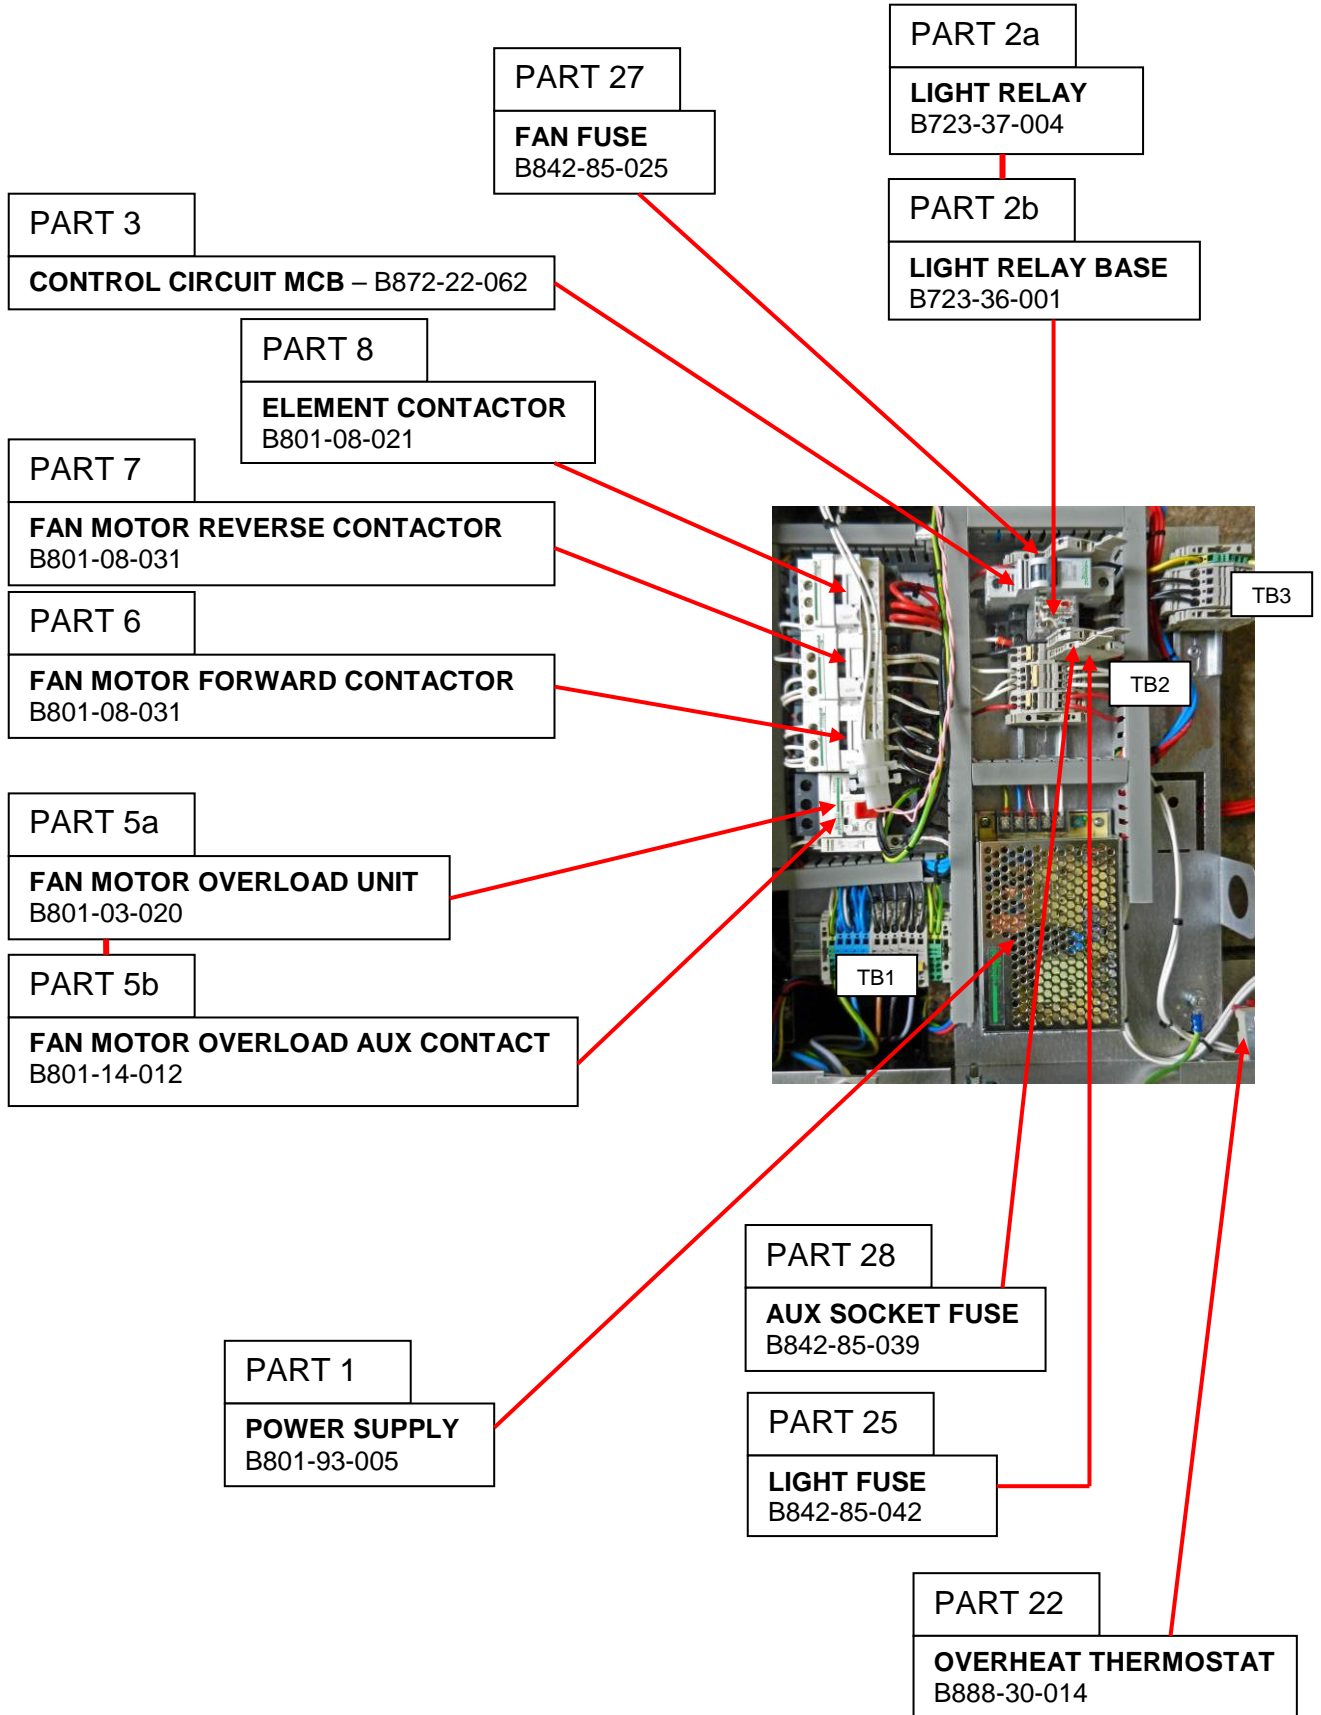 PART 2a
LIGHT RELAY
B723-37-004
PART 27
FAN FUSE
B842-85-025
PART 2b
LIGHT RELAY BASE
B723-36-001
PART 3
CONTROL CIRCUIT MCB – B872-22-062
PART 8
ELEMENT CONTACTOR
B801-08-021
PART 7
FAN MOTOR REVERSE CONTACTOR
B801-08-031
PART 6
FAN MOTOR FORWARD CONTACTOR
B801-08-031
TB3
TB2
PART 5a
FAN MOTOR OVERLOAD UNIT
B801-03-020
PART 5b
FAN MOTOR OVERLOAD AUX CONTACT
B801-14-012
TB1
PART 28
AUX SOCKET FUSE
B842-85-039
PART 1
POWER SUPPLY
B801-93-005
PART 25
LIGHT FUSE
B842-85-042
PART 22
OVERHEAT THERMOSTAT
B888-30-014